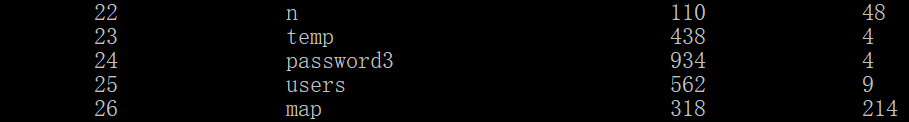 22 n 110 48
23 temp 438 4
24 password3 934 4
25 users 562 9
26 map 318 214